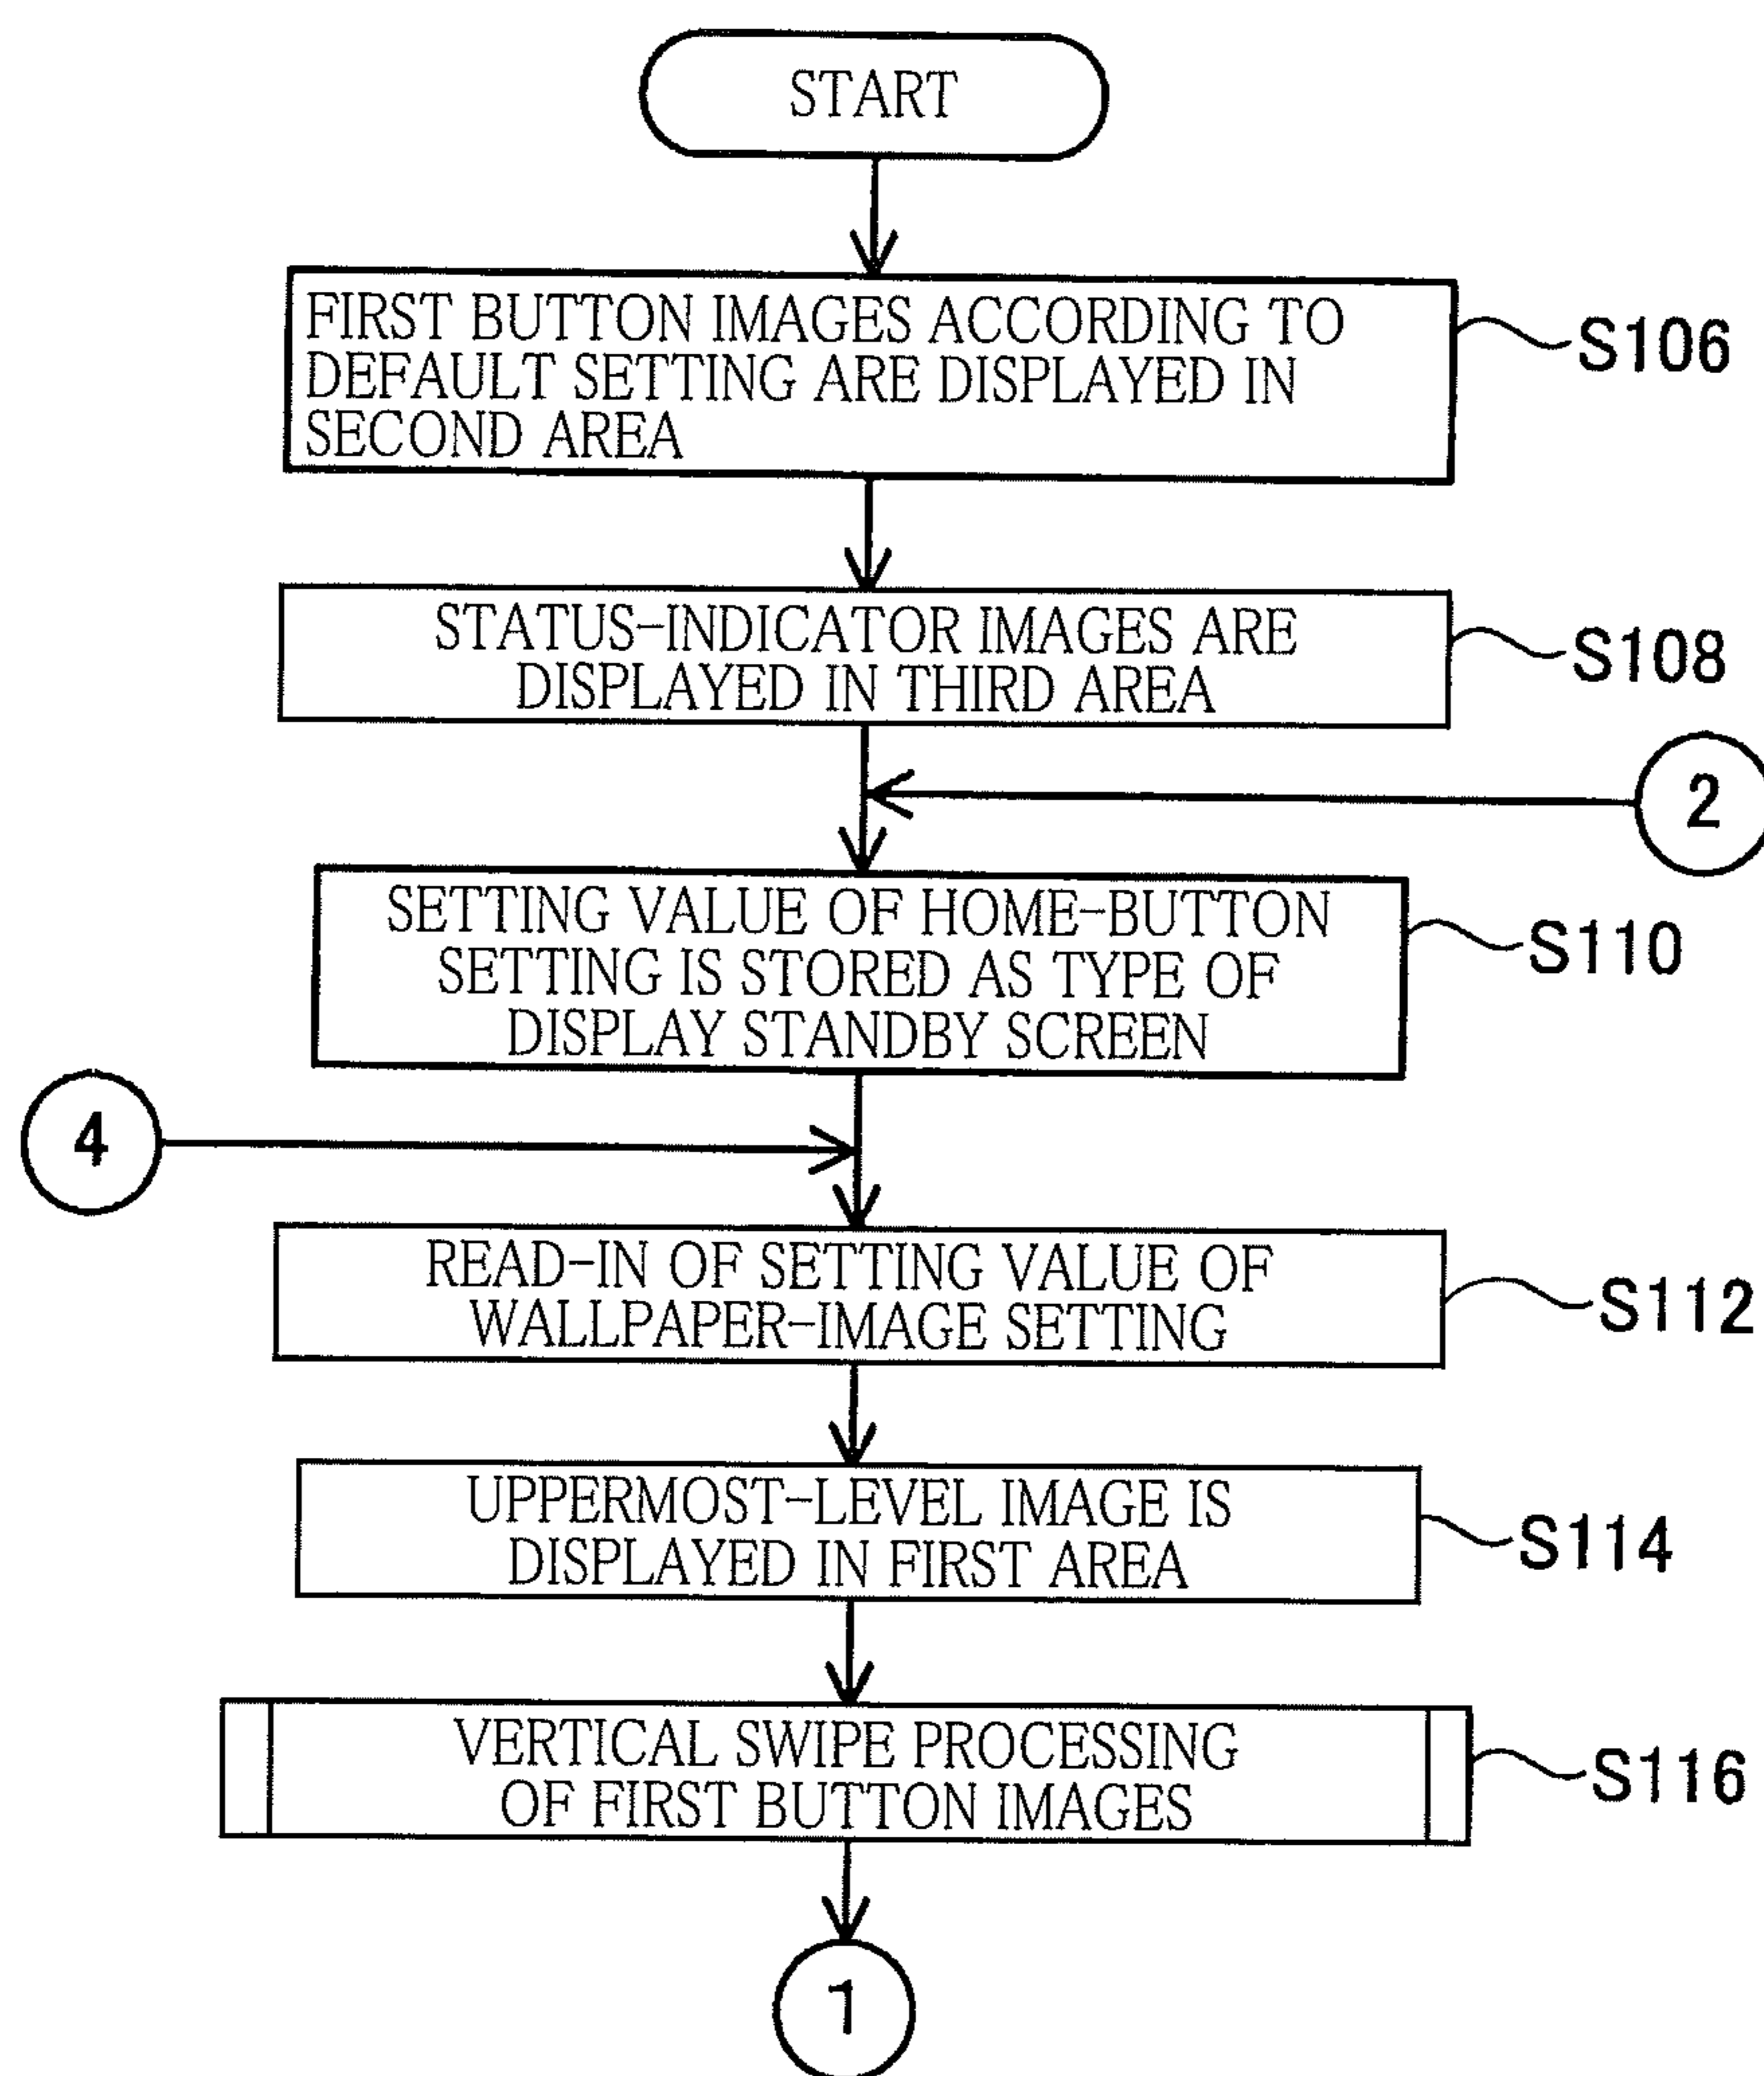 START
FIRST BUTTON IMAGES ACCORDING TO
DEFAULT SETTING ARE DISPLAYED IN
SECOND AREA
S106
STATUS-INDICATOR IMAGES ARE
DISPLAYED IN THIRD AREA
S108
2
SETTING VALUE OF HOME-BUTTON
SETTING IS STORED AS TYPE OF
DISPLAY STANDBY SCREEN
S110
4
READ-IN OF SETTING VALUE OF
WALLPAPER-IMAGE SETTING
S112
UPPERMOST-LEVEL IMAGE IS
DISPLAYED IN FIRST AREA
S114
VERTICAL SWIPE PROCESSING
OF FIRST BUTTON IMAGES
S116
1